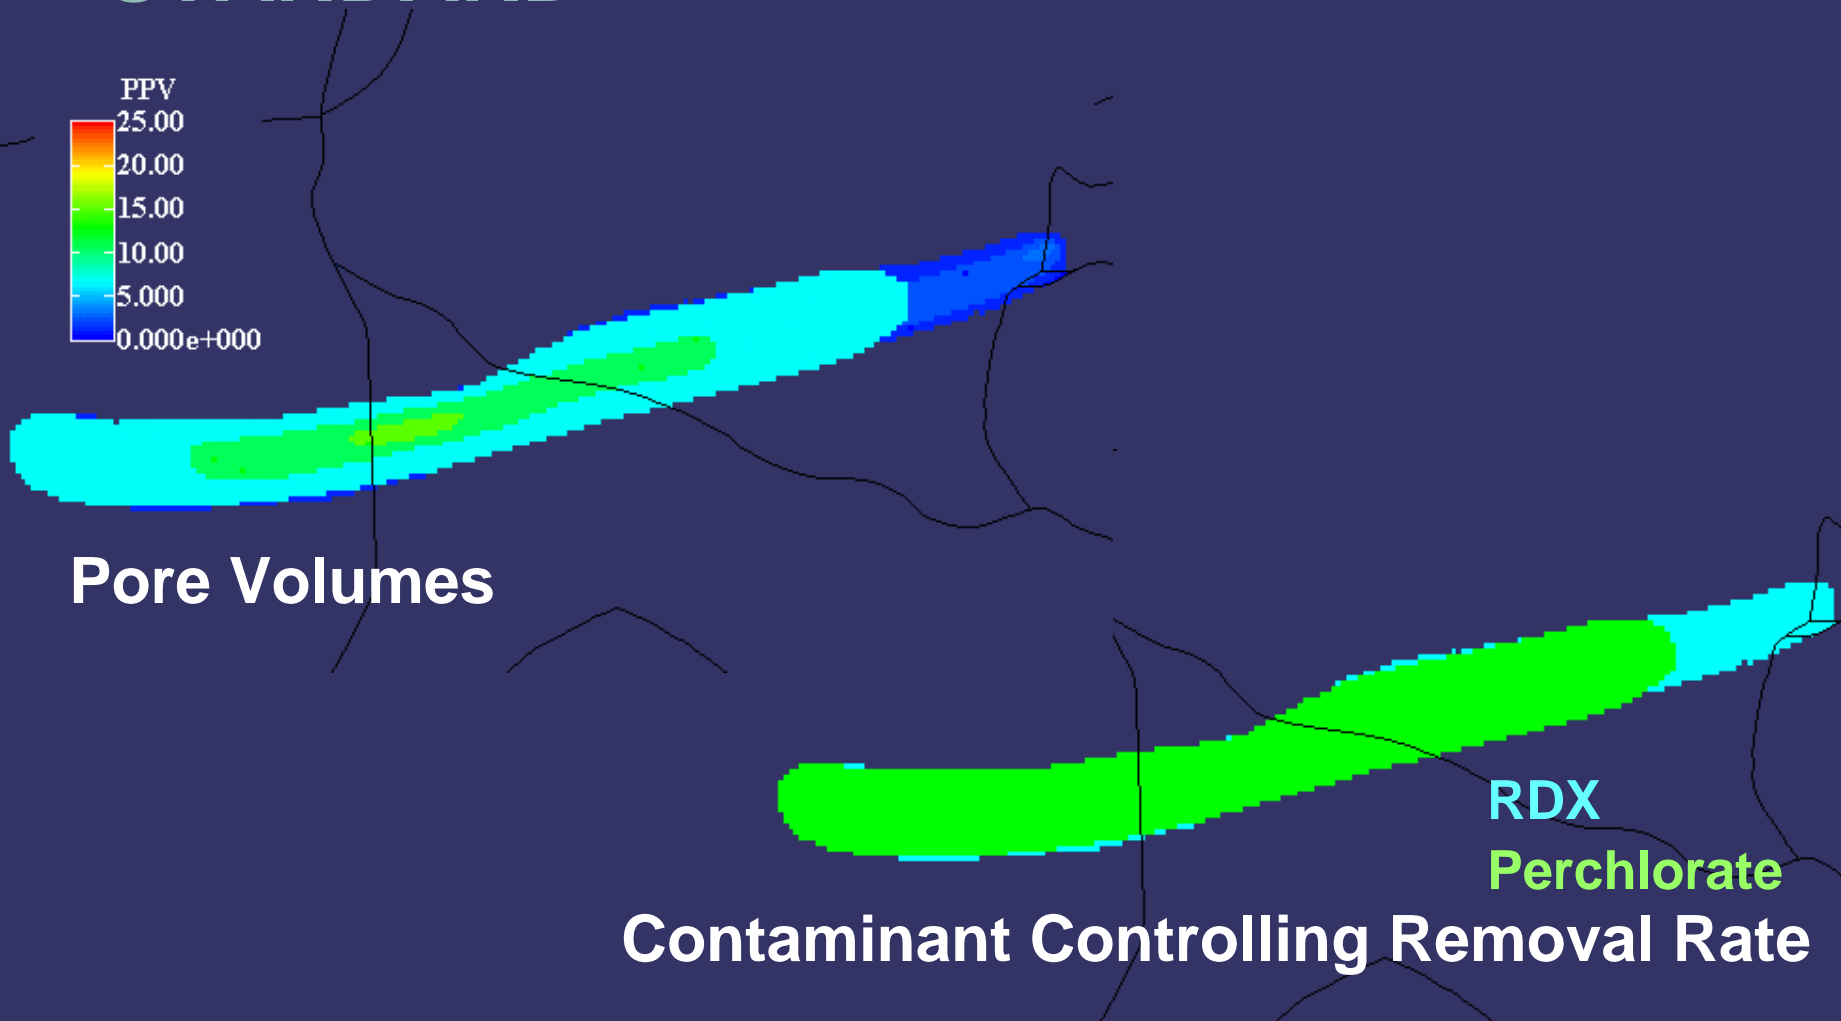 PPV
25.00
20.00
15.00
10.00
5.000
0.000e+000
Pore Volumes
RDX
Perchlorate
Contaminant Controlling Removal Rate